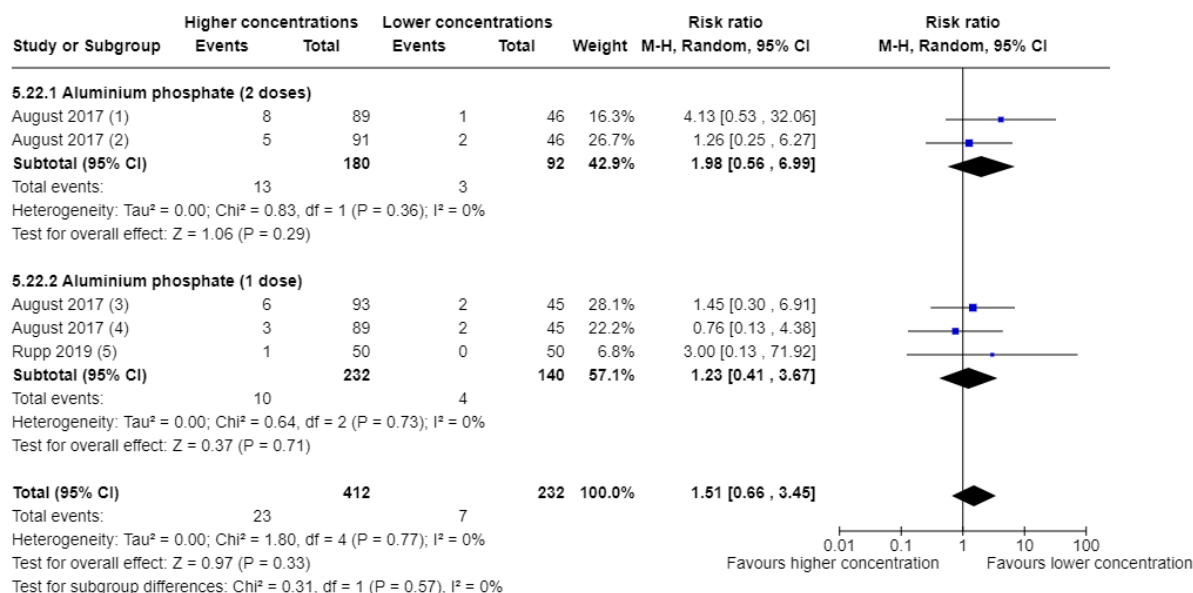 Higher concentrations Lower concentrations Risk ratio Risk ratio
Study or Subgroup Events Total Events Total Weight M-H, Random, 95% CI M-H, Random, 95% CI
5.22.1 Aluminium phosphate (2 doses)
August 2017 (1) 8 89 1 46 16.3% 4.13 [0.53 , 32.06]
August 2017 (2) 5 91 2 46 26.7% 1.26 [0.25 , 6.27]
Subtotal (95% CI) 180 92 42.9% 1.98 [0.56 , 6.99]
Total events: 13 3
Heterogeneity: Tau² = 0.00; Chi² = 0.83, df = 1 (P = 0.36); I² = 0%
Test for overall effect: Z = 1.06 (P = 0.29)
5.22.2 Aluminium phosphate (1 dose)
August 2017 (3) 6 93 2 45 28.1% 1.45 [0.30 , 6.91]
August 2017 (4) 3 89 2 45 22.2% 0.76 [0.13 , 4.38]
Rupp 2019 (5) 1 50 0 50 6.8% 3.00 [0.13 , 71.92]
Subtotal (95% CI) 232 140 57.1% 1.23 [0.41 , 3.67]
Total events: 10 4
Heterogeneity: Tau² = 0.00; Chi² = 0.64, df = 2 (P = 0.73); I² = 0%
Test for overall effect: Z = 0.37 (P = 0.71)
Total (95% CI) 412 232 100.0% 1.51 [0.66 , 3.45]
Total events: 23 7
Heterogeneity: Tau² = 0.00; Chi² = 1.80, df = 4 (P = 0.77); I² = 0%
0.01 0.1 1 10 100
Test for overall effect: Z = 0.97 (P = 0.33) Favours higher concentration Favours lower concentration
Test for subgroup differences: Chi² = 0.31, df = 1 (P = 0.57), I² = 0%